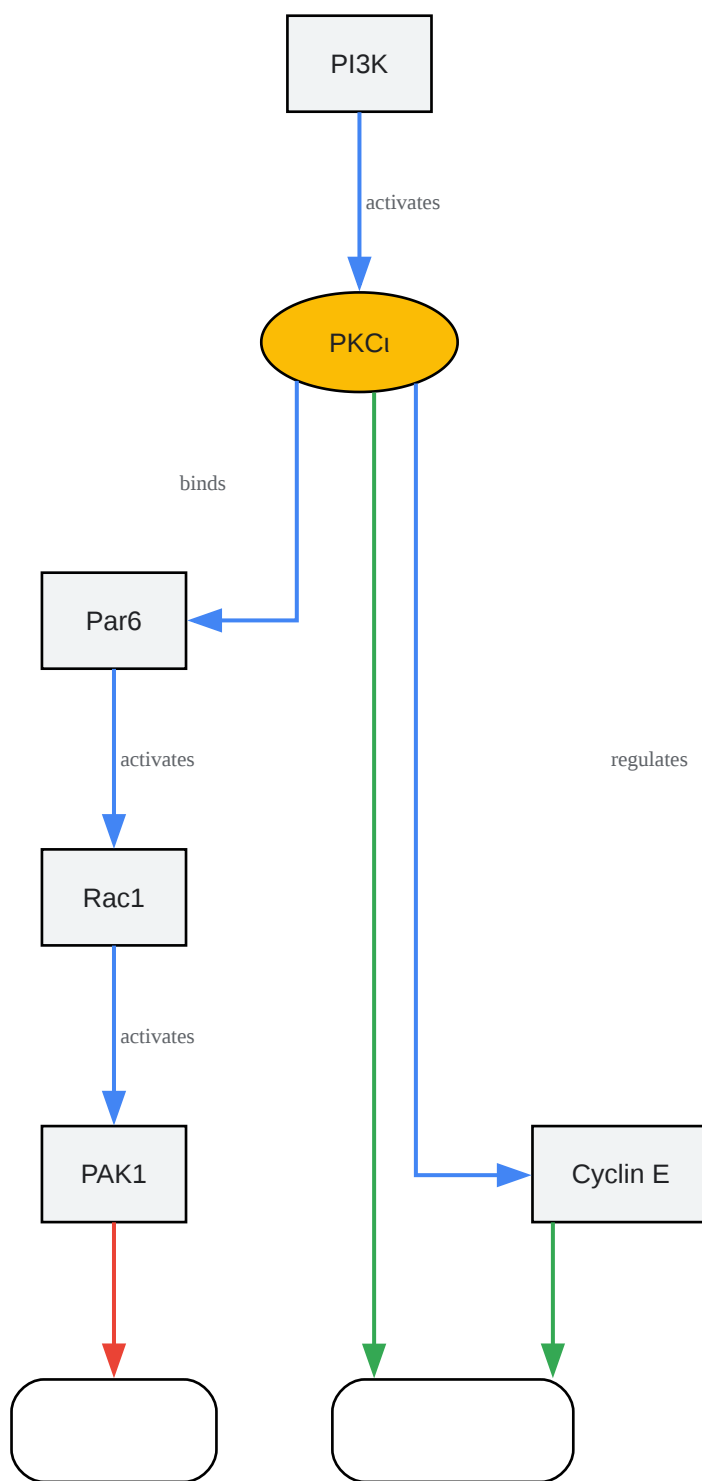 PI3K
activates
PKCι
binds
Par6
activates
regulates
Rac1
activates
PAK1
Cyclin E